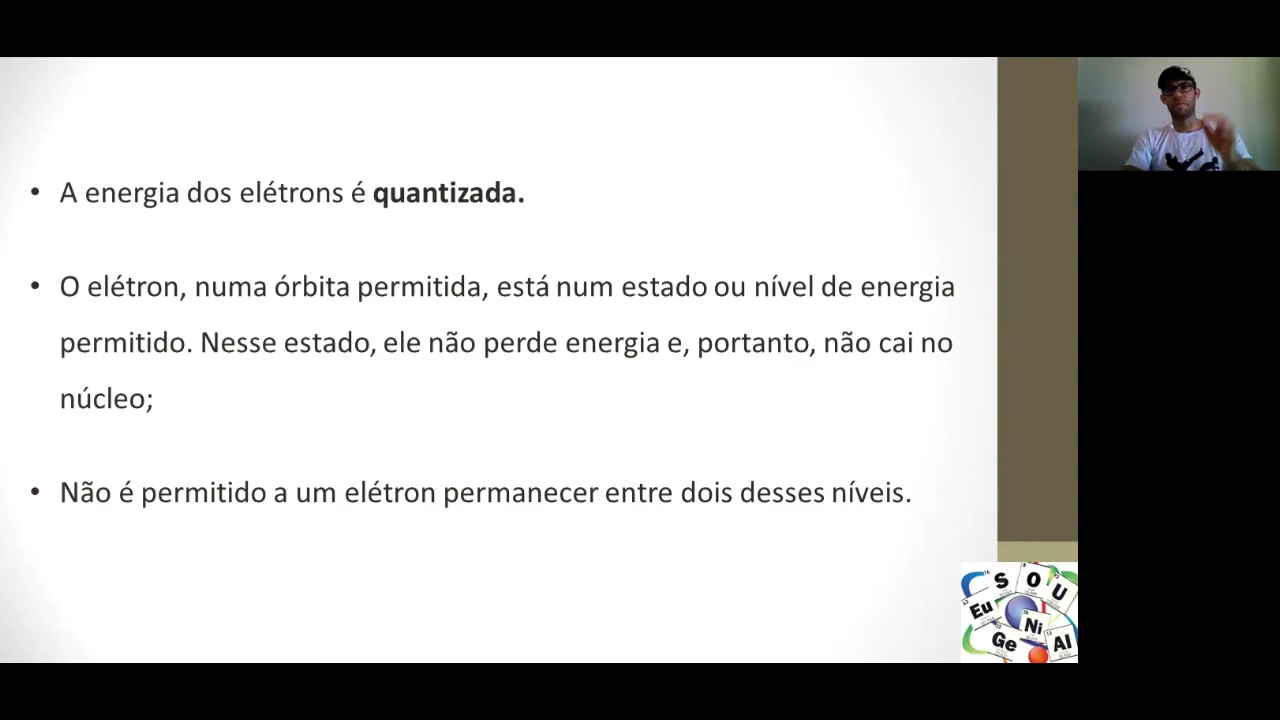 • A energia dos elétrons é quantizada.
• O elétron, numa órbita permitida, está num estado ou nível de energia
permitido. Nesse estado, ele não perde energia e, portanto, não cai no
núcleo;
• Não é permitido a um elétron permanecer entre dois desses níveis.
S O U
Eu Ni
Ge Al